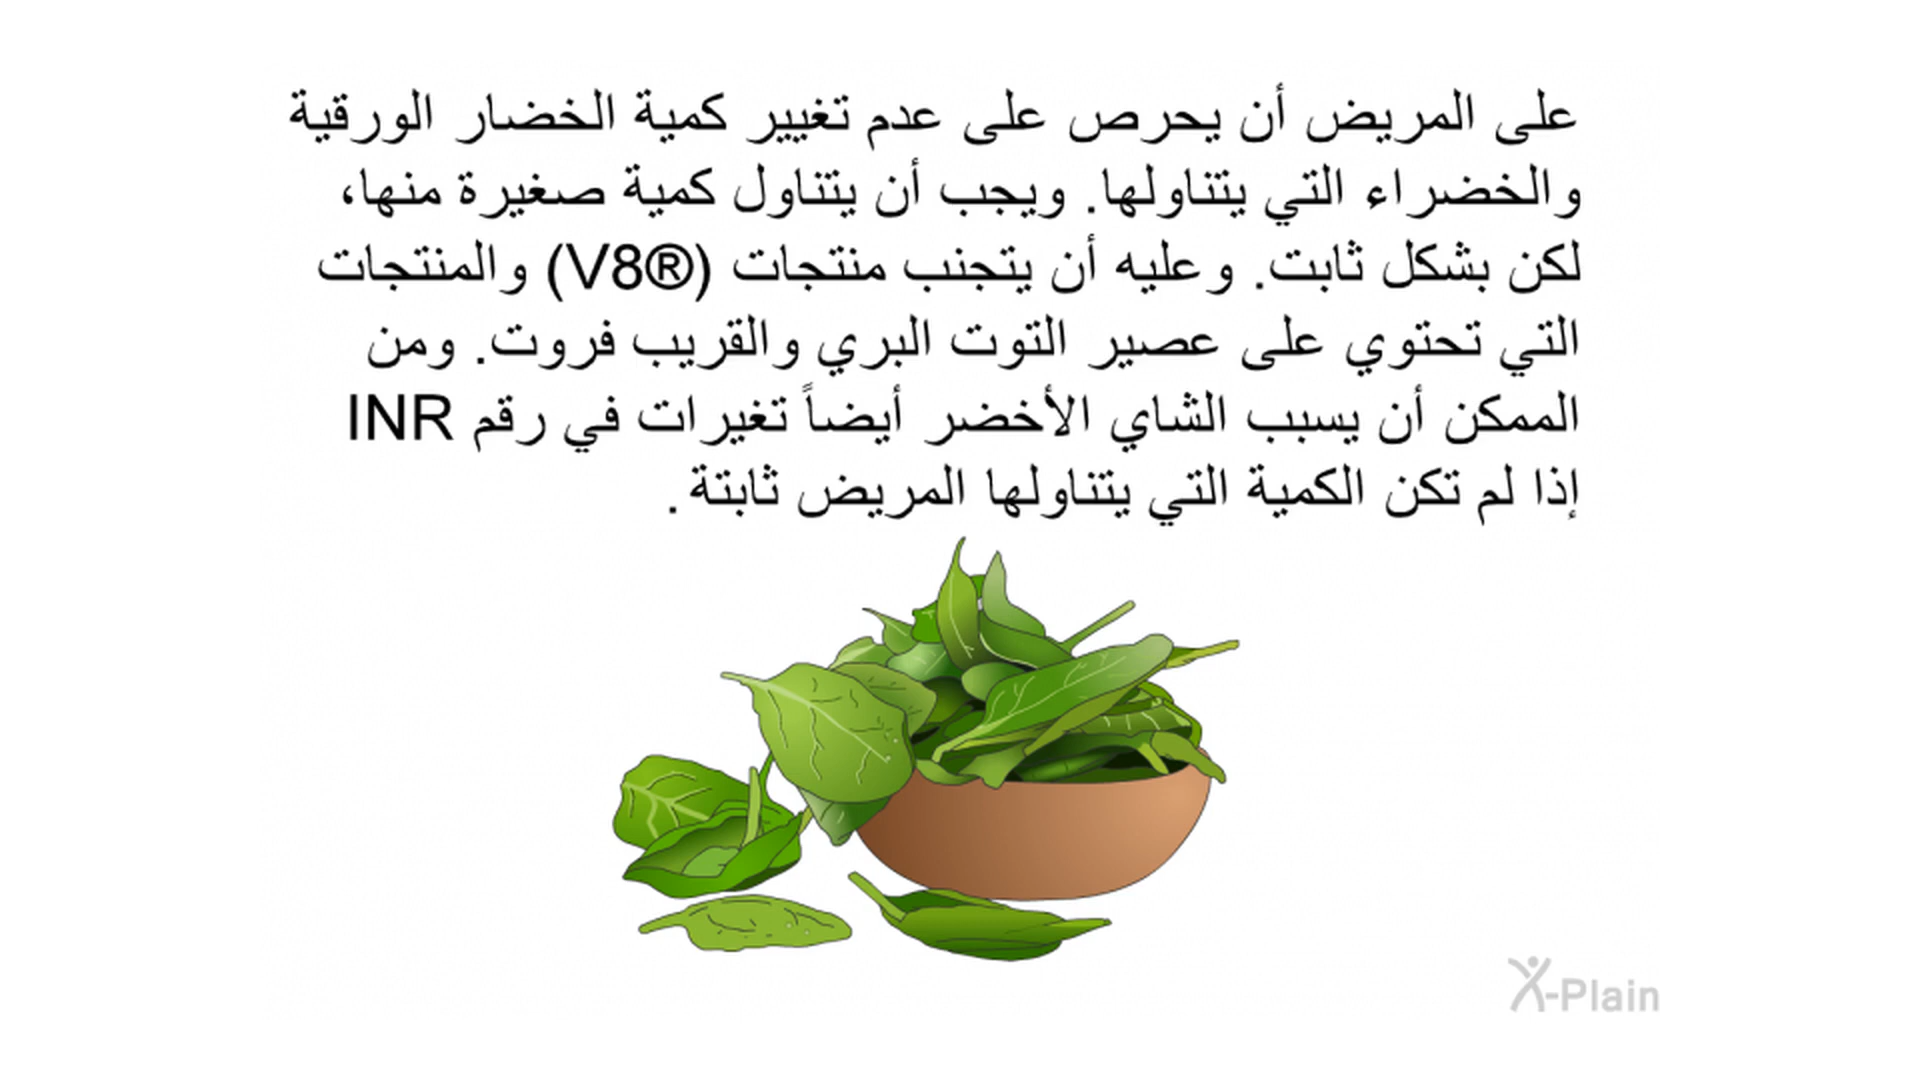 على المريض أن يحرص على عدم تغيير كمية الخضار الورقية
والخضراء التي يتناولها. ويجب أن يتناول كمية صغيرة منها،
لكن بشكل ثابت. وعليه أن يتجنب منتجات (V8®) والمنتجات
التي تحتوي على عصير التوت البري والقريب فروت. ومن
الممكن أن يسبب الشاي الأخضر أيضاً تغيرات في رقم INR
إذا لم تكن الكمية التي يتناولها المريض ثابتة .
X-Plain